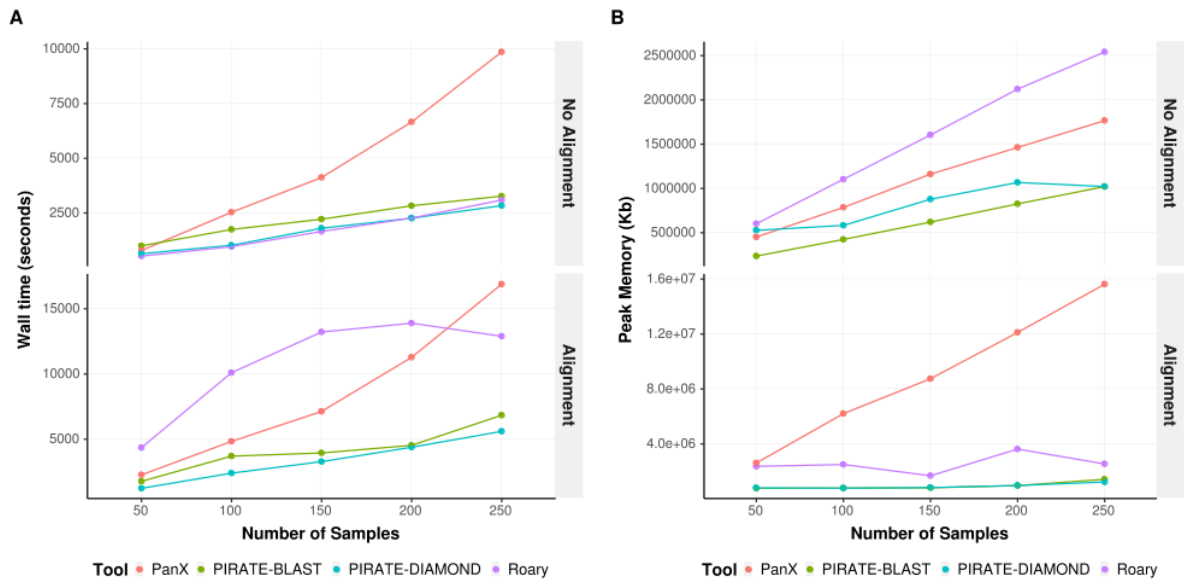 A
10000
7500
5000
2500
No Alignment
15000
10000
5000
Alignment
Wall time (seconds)
50 100 150 200 250
Number of Samples
Tool PanX PIRATE-BLAST PIRATE-DIAMOND Roary
B
2500000
2000000
1500000
1000000
500000
No Alignment
1.6e+07
1.2e+07
8.0e+06
4.0e+06
Alignment
Peak Memory (Kb)
50 100 150 200 250
Number of Samples
Tool PanX PIRATE-BLAST PIRATE-DIAMOND Roary